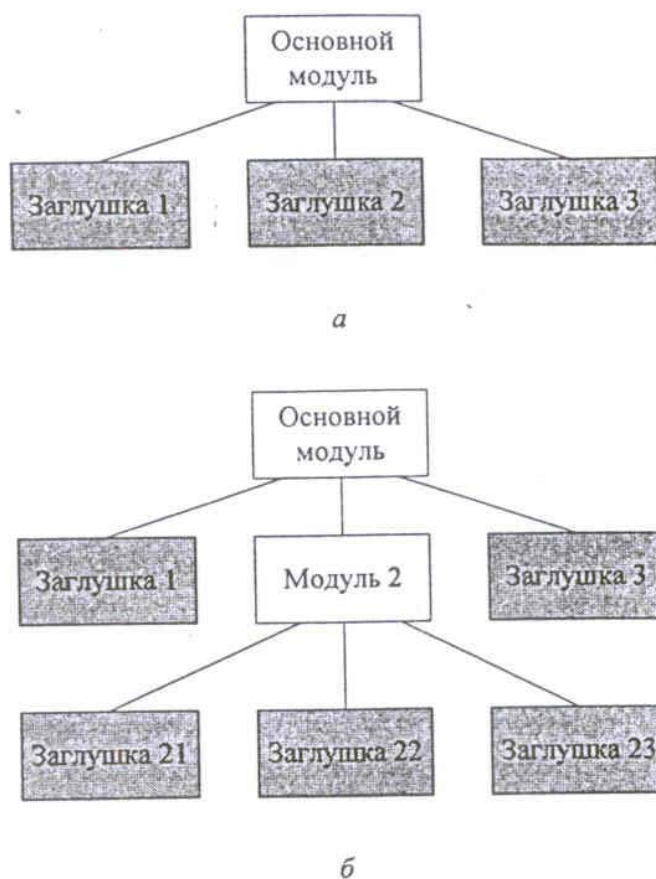 Основной
модуль
Заглушка 1
Заглушка 2
Заглушка 3
а
Основной
модуль
Заглушка 1
Модуль 2
Заглушка 3
Заглушка 21
Заглушка 22
Заглушка 23
б